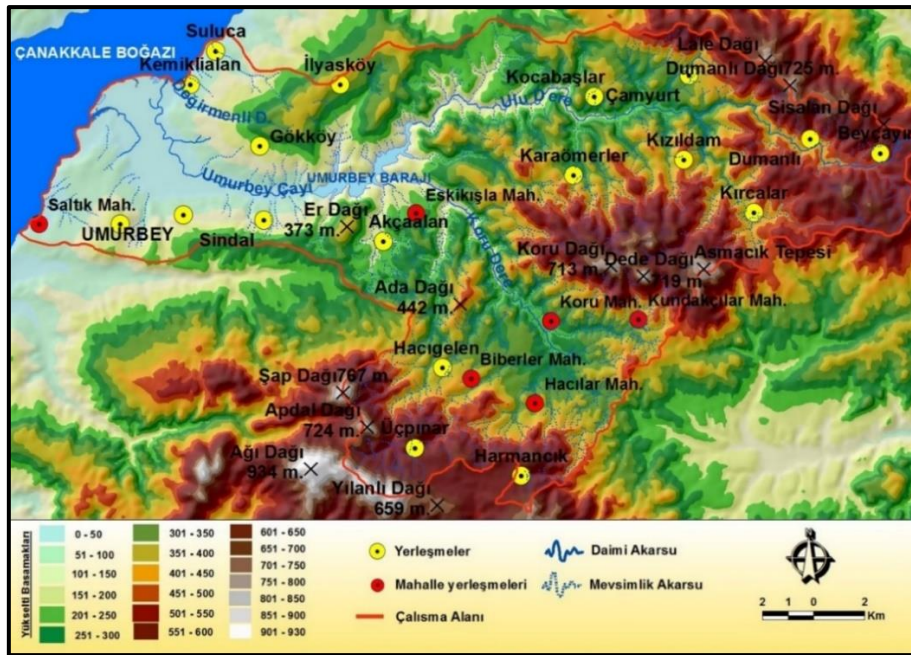 Suluca
Lale Dağı
ÇANAKKALE BOĞAZI
Kemiklialan
İlyasköy
Kocabaşlar
Dumanlı Dağı725 m.
Değirmenli D.
Ulu Dere
Çamyurt
Sisalan Dağı
Beyçayırı
Gökköy
Karaömerler
Kızıldam
Dumanlı
Umurbey Çayı
UMURBEY BARAJI
Saltık Mah.
Eskikışla Mah.
Kırcalar
UMURBEY
Sindal
Er Dağı
373 m.
Akçaalan
Koru Dere
Koru Dağı
713 m.
Dede Dağı
719 m.
Asmacık Tepesi
Ada Dağı
442 m.
Koru Mah.
Kundakçılar Mah.
Hacıgelen
Biberler Mah.
Şap Dağı767 m.
Hacılar Mah.
Apdal Dağı
724 m.
Üçpınar
Ağı Dağı
934 m.
Harmancık
Yılanlı Dağı
659 m.
Yükselti Basamakları
0 - 50
51 - 100
101 - 150
151 - 200
201 - 250
251 - 300
301 - 350
351 - 400
401 - 450
451 - 500
501 - 550
551 - 600
601 - 650
651 - 700
701 - 750
751 - 800
801 - 850
851 - 900
901 - 930
Yerleşmeler
Mahalle yerleşmeleri
Çalısma Alanı
Daimi Akarsu
Mevsimlik Akarsu
2 1 0 2
Km